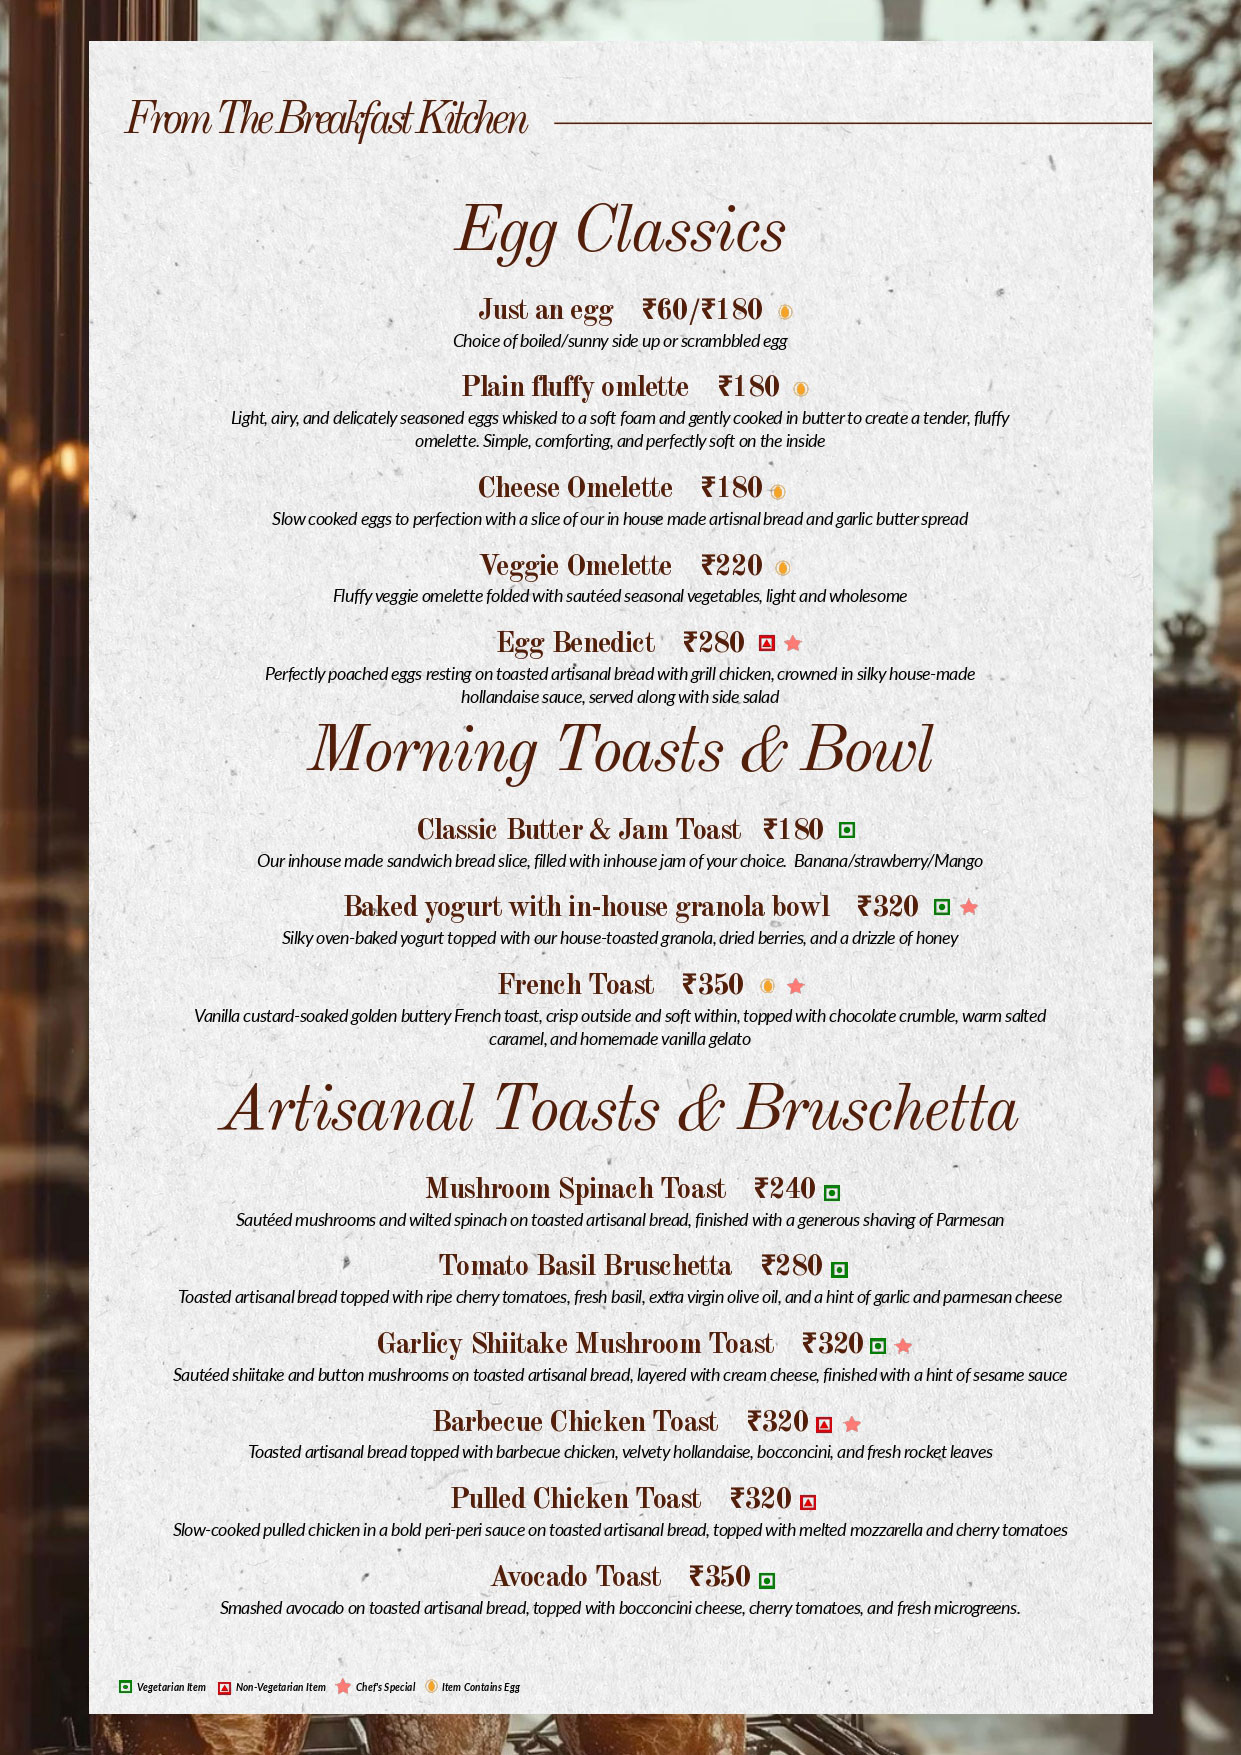 From The Breakfast Kitchen
Egg Classics
Just an egg ₹60/₹180
Choice of boiled/sunny side up or scrambbled egg
Plain fluffy omlette ₹180
Light, airy, and delicately seasoned eggs whisked to a soft foam and gently cooked in butter to create a tender, fluffy
omelette. Simple, comforting, and perfectly soft on the inside
Cheese Omelette ₹180
Slow cooked eggs to perfection with a slice of our in house made artisnal bread and garlic butter spread
Veggie Omelette ₹220
Fluffy veggie omelette folded with sautéed seasonal vegetables, light and wholesome
Egg Benedict ₹280
Perfectly poached eggs resting on toasted artisanal bread with grill chicken, crowned in silky house-made
hollandaise sauce, served along with side salad
Morning Toasts & Bowl
Classic Butter & Jam Toast ₹180
Our inhouse made sandwich bread slice, filled with inhouse jam of your choice. Banana/strawberry/Mango
Baked yogurt with in-house granola bowl ₹320
Silky oven-baked yogurt topped with our house-toasted granola, dried berries, and a drizzle of honey
French Toast ₹350
Vanilla custard-soaked golden buttery French toast, crisp outside and soft within, topped with chocolate crumble, warm salted
caramel, and homemade vanilla gelato
Artisanal Toasts & Bruschetta
Mushroom Spinach Toast ₹240
Sautéed mushrooms and wilted spinach on toasted artisanal bread, finished with a generous shaving of Parmesan
Tomato Basil Bruschetta ₹280
Toasted artisanal bread topped with ripe cherry tomatoes, fresh basil, extra virgin olive oil, and a hint of garlic and parmesan cheese
Garlicy Shiitake Mushroom Toast ₹320
Sautéed shiitake and button mushrooms on toasted artisanal bread, layered with cream cheese, finished with a hint of sesame sauce
Barbecue Chicken Toast ₹320
Toasted artisanal bread topped with barbecue chicken, velvety hollandaise, bocconcini, and fresh rocket leaves
Pulled Chicken Toast ₹320
Slow-cooked pulled chicken in a bold peri-peri sauce on toasted artisanal bread, topped with melted mozzarella and cherry tomatoes
Avocado Toast ₹350
Smashed avocado on toasted artisanal bread, topped with bocconcini cheese, cherry tomatoes, and fresh microgreens.
Vegetarian Item Non-Vegetarian Item Chef's Special Item Contains Egg